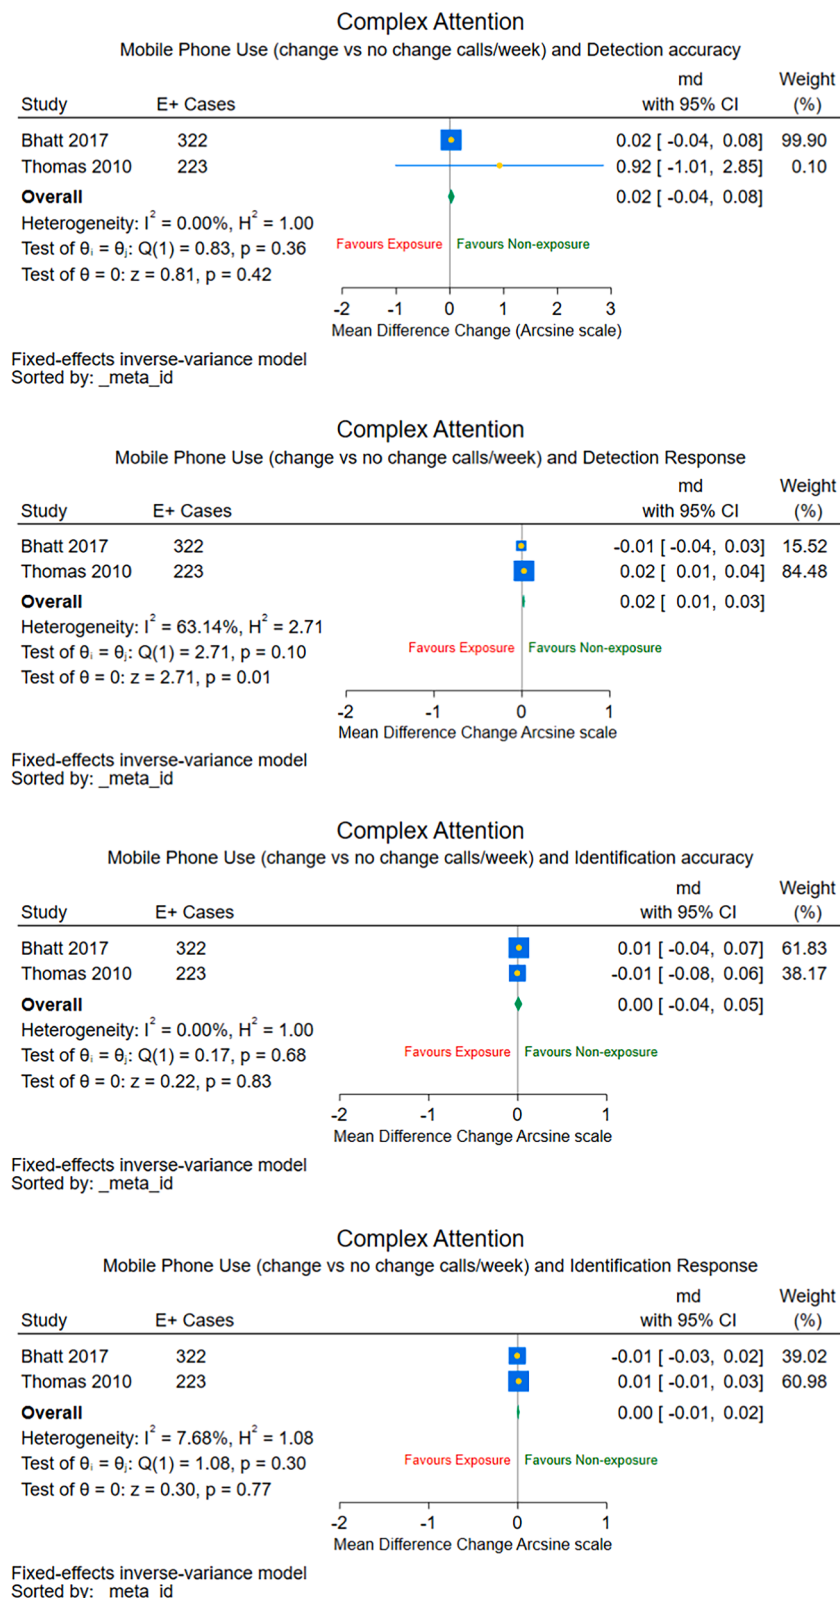 Complex Attention
Mobile Phone Use (change vs no change calls/week) and Detection accuracy
md Weight
Study E+ Cases with 95% CI (%)
Bhatt 2017 322 0.02 [ -0.04, 0.08] 99.90
Thomas 2010 223 0.92 [ -1.01, 2.85] 0.10
Overall 0.02 [ -0.04, 0.08]
Heterogeneity: I² = 0.00%, H² = 1.00
Test of θᵢ = θⱼ: Q(1) = 0.83, p = 0.36
Favours Exposure Favours Non-exposure
Test of θ = 0: z = 0.81, p = 0.42
-2 -1 0 1 2 3
Mean Difference Change (Arcsine scale)
Fixed-effects inverse-variance model
Sorted by: _meta_id
Complex Attention
Mobile Phone Use (change vs no change calls/week) and Detection Response
md Weight
Study E+ Cases with 95% CI (%)
Bhatt 2017 322 -0.01 [ -0.04, 0.03] 15.52
Thomas 2010 223 0.02 [ 0.01, 0.04] 84.48
Overall 0.02 [ 0.01, 0.03]
Heterogeneity: I² = 63.14%, H² = 2.71
Test of θᵢ = θⱼ: Q(1) = 2.71, p = 0.10
Favours Exposure Favours Non-exposure
Test of θ = 0: z = 2.71, p = 0.01
-2 -1 0 1
Mean Difference Change Arcsine scale
Fixed-effects inverse-variance model
Sorted by: _meta_id
Complex Attention
Mobile Phone Use (change vs no change calls/week) and Identification accuracy
md Weight
Study E+ Cases with 95% CI (%)
Bhatt 2017 322 0.01 [ -0.04, 0.07] 61.83
Thomas 2010 223 -0.01 [ -0.08, 0.06] 38.17
Overall 0.00 [ -0.04, 0.05]
Heterogeneity: I² = 0.00%, H² = 1.00
Test of θᵢ = θⱼ: Q(1) = 0.17, p = 0.68
Favours Exposure Favours Non-exposure
Test of θ = 0: z = 0.22, p = 0.83
-2 -1 0 1
Mean Difference Change Arcsine scale
Fixed-effects inverse-variance model
Sorted by: _meta_id
Complex Attention
Mobile Phone Use (change vs no change calls/week) and Identification Response
md Weight
Study E+ Cases with 95% CI (%)
Bhatt 2017 322 -0.01 [ -0.03, 0.02] 39.02
Thomas 2010 223 0.01 [ -0.01, 0.03] 60.98
Overall 0.00 [ -0.01, 0.02]
Heterogeneity: I² = 7.68%, H² = 1.08
Test of θᵢ = θⱼ: Q(1) = 1.08, p = 0.30
Favours Exposure Favours Non-exposure
Test of θ = 0: z = 0.30, p = 0.77
-2 -1 0 1
Mean Difference Change Arcsine scale
Fixed-effects inverse-variance model
Sorted by: _meta_id